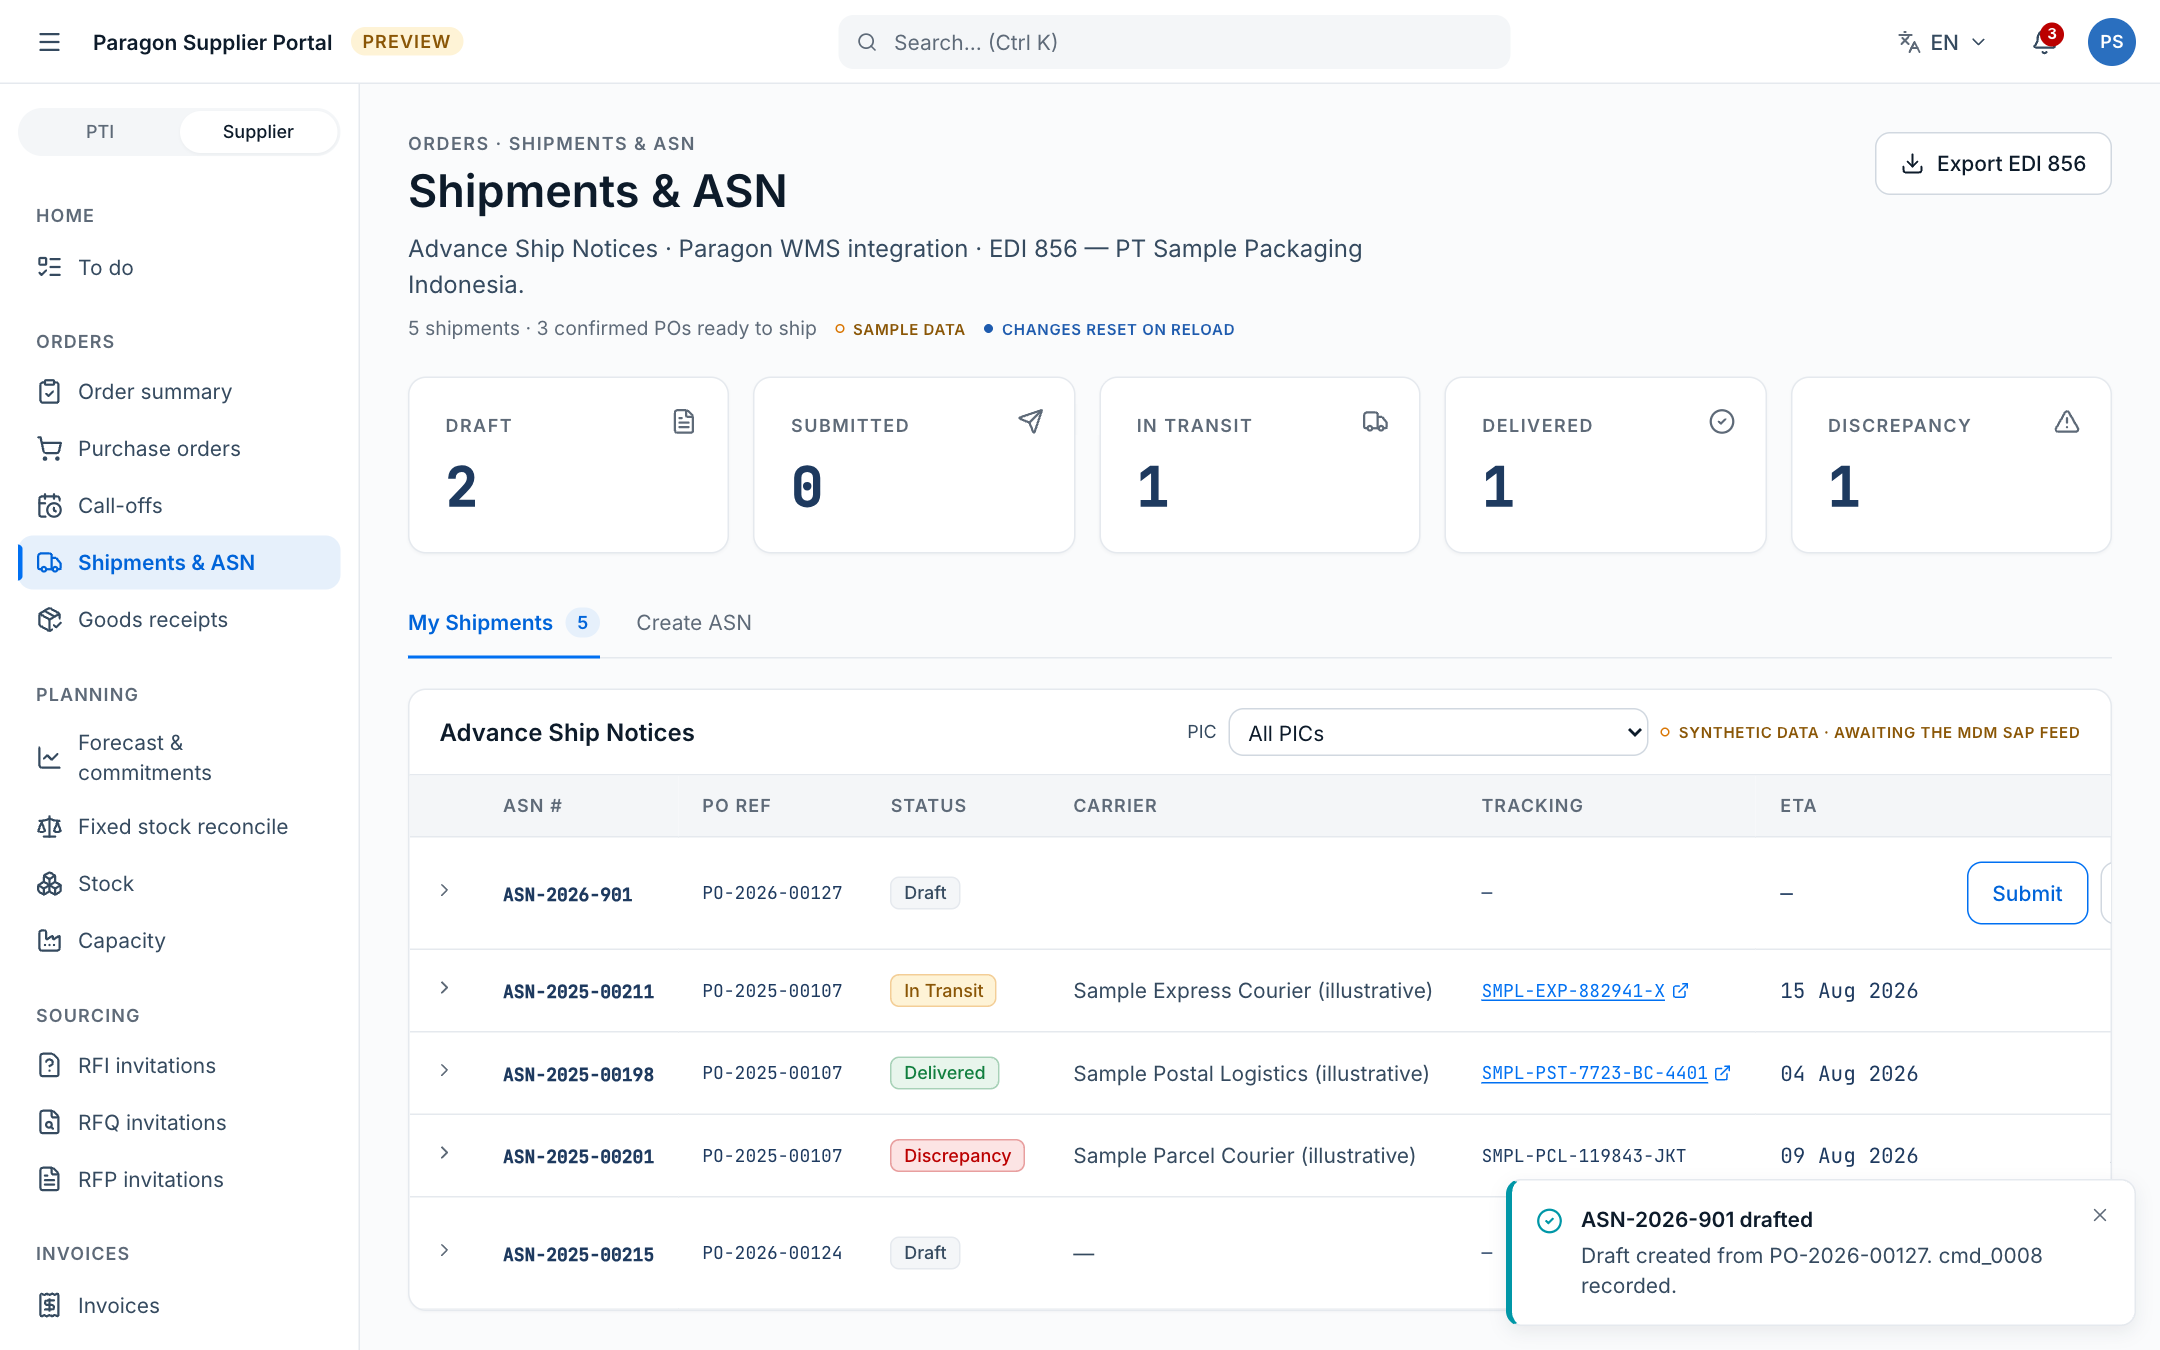 Paragon Supplier Portal
PREVIEW
Search... (Ctrl K)
EN
3
PS
PTI
Supplier
HOME
To do
ORDERS
Order summary
Purchase orders
Call-offs
Shipments & ASN
Goods receipts
PLANNING
Forecast &
commitments
Fixed stock reconcile
Stock
Capacity
SOURCING
RFI invitations
RFQ invitations
RFP invitations
INVOICES
Invoices
ORDERS · SHIPMENTS & ASN
Shipments & ASN
Advance Ship Notices · Paragon WMS integration · EDI 856 — PT Sample Packaging
Indonesia.
5 shipments · 3 confirmed POs ready to ship
SAMPLE DATA
CHANGES RESET ON RELOAD
Export EDI 856
DRAFT
2
SUBMITTED
0
IN TRANSIT
1
DELIVERED
1
DISCREPANCY
1
My Shipments 5
Create ASN
Advance Ship Notices
PIC
All PICs
SYNTHETIC DATA · AWAITING THE MDM SAP FEED
ASN # PO REF STATUS CARRIER TRACKING ETA
ASN-2026-901 PO-2026-00127 Draft – – Submit
ASN-2025-00211 PO-2025-00107 In Transit Sample Express Courier (illustrative) SMPL-EXP-882941-X 15 Aug 2026
ASN-2025-00198 PO-2025-00107 Delivered Sample Postal Logistics (illustrative) SMPL-PST-7723-BC-4401 04 Aug 2026
ASN-2025-00201 PO-2025-00107 Discrepancy Sample Parcel Courier (illustrative) SMPL-PCL-119843-JKT 09 Aug 2026
ASN-2025-00215 PO-2026-00124 Draft — –
ASN-2026-901 drafted
Draft created from PO-2026-00127. cmd_0008
recorded.